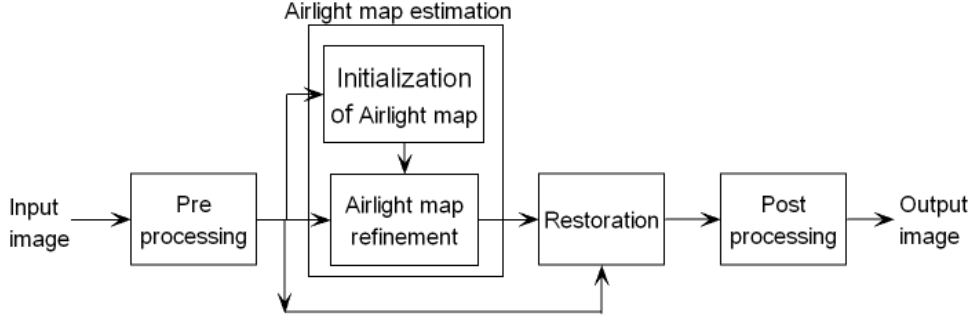 Airlight map estimation
Initialization
of Airlight map
Input
image
Pre
processing
Airlight map
refinement
Restoration
Post
processing
Output
image